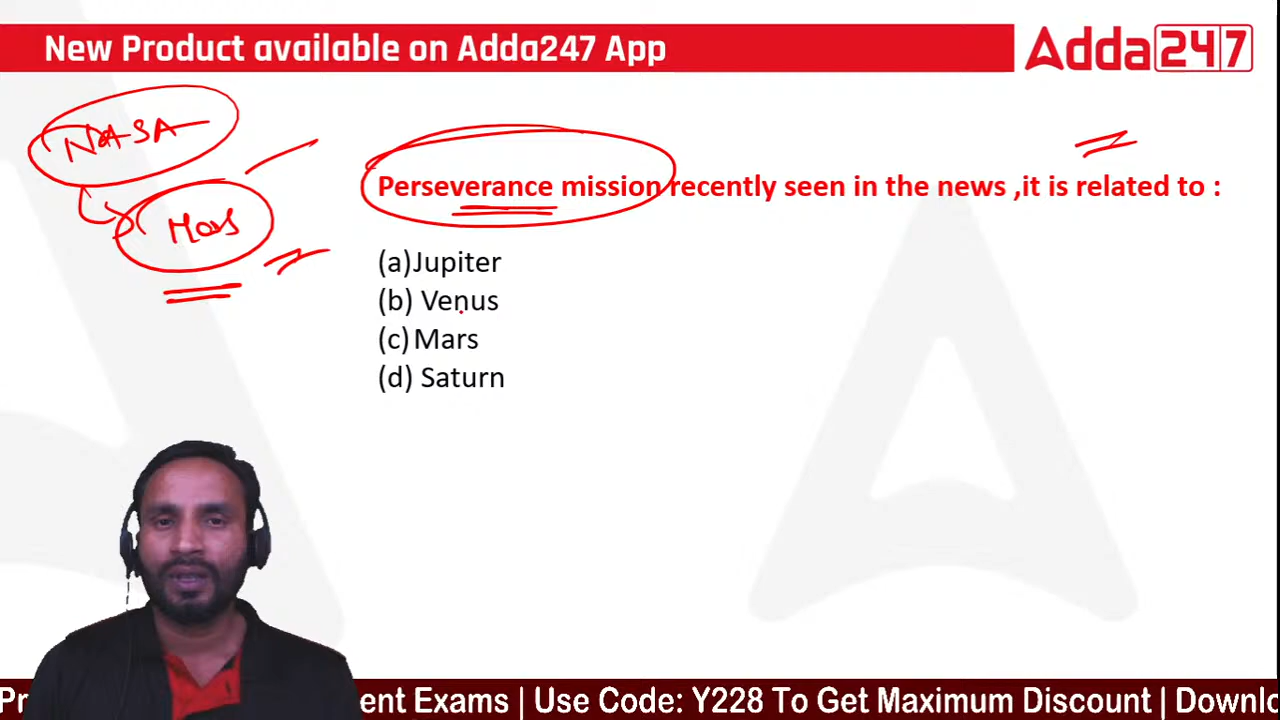 New Product available on Adda247 App
Adda247
NASA
Mars
Perseverance mission recently seen in the news ,it is related to :
(a)Jupiter
(b) Venus
(c) Mars
(d) Saturn
ent Exams | Use Code: Y228 To Get Maximum Discount |